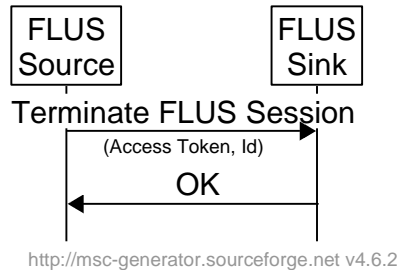 FLUS
Source
FLUS
Sink
Terminate FLUS Session
(Access Token, Id)
OK
http://msc-generator.sourceforge.net v4.6.2